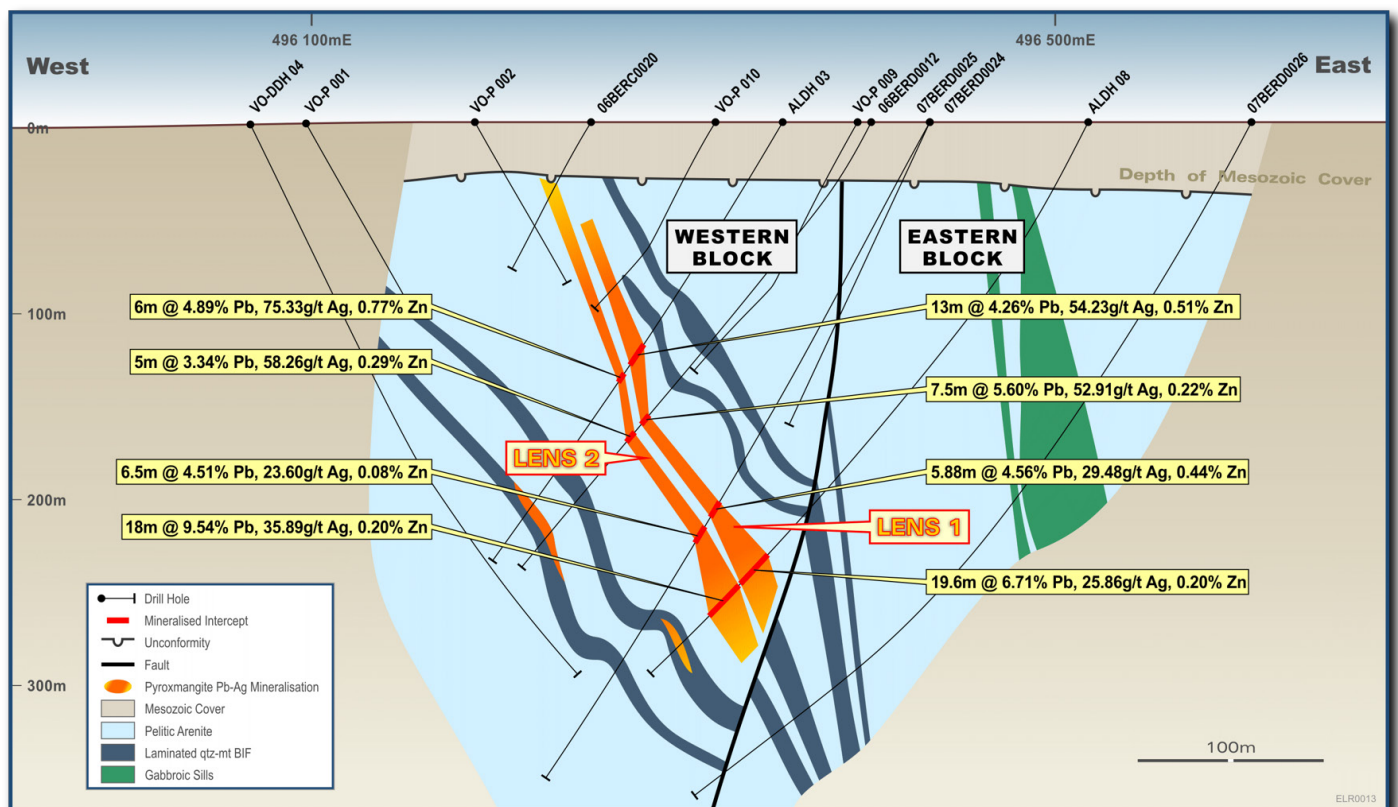 496 100mE
496 500mE
West
East
VO-DDH 04
VO-P 001
VO-P 002
06BERC0020
VO-P 010
ALDH 03
VO-P 009
06BERD0012
07BERD0025
07BERD0024
ALDH 08
07BERD0026
0m
Depth of Mesozoic Cover
WESTERN
BLOCK
EASTERN
BLOCK
6m @ 4.89% Pb, 75.33g/t Ag, 0.77% Zn
13m @ 4.26% Pb, 54.23g/t Ag, 0.51% Zn
100m
5m @ 3.34% Pb, 58.26g/t Ag, 0.29% Zn
7.5m @ 5.60% Pb, 52.91g/t Ag, 0.22% Zn
LENS 2
6.5m @ 4.51% Pb, 23.60g/t Ag, 0.08% Zn
5.88m @ 4.56% Pb, 29.48g/t Ag, 0.44% Zn
200m
18m @ 9.54% Pb, 35.89g/t Ag, 0.20% Zn
LENS 1
19.6m @ 6.71% Pb, 25.86g/t Ag, 0.20% Zn
300m
Drill Hole
Mineralised Intercept
Unconformity
Fault
Pyroxmangite Pb-Ag Mineralisation
Mesozoic Cover
Pelitic Arenite
Laminated qtz-mt BIF
Gabbroic Sills
100m
ELR0013